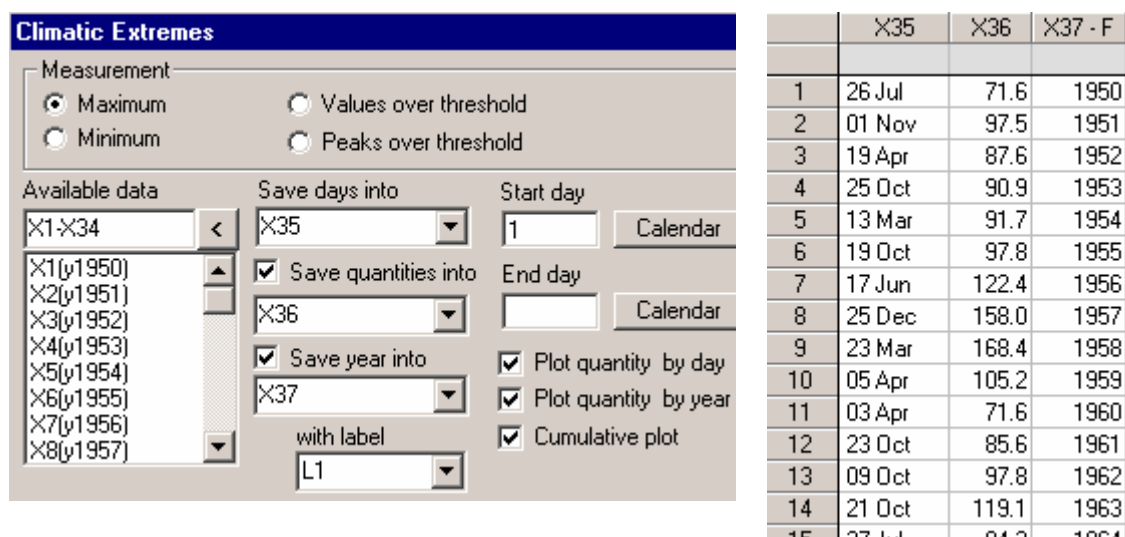 Climatic Extremes
Measurement
Maximum
Values over threshold
Minimum
Peaks over threshold
Available data
X1-X34
<
X1(y1950)
X2(y1951)
X3(y1952)
X4(y1953)
X5(y1954)
X6(y1955)
X7(y1956)
X8(y1957)
Save days into
X35
Save quantities into
X36
Save year into
X37
with label
L1
Start day
1 Calendar
End day
Calendar
Plot quantity by day
Plot quantity by year
Cumulative plot
X35 X36 X37 - F
1 26 Jul 71.6 1950
2 01 Nov 97.5 1951
3 19 Apr 87.6 1952
4 25 Oct 90.9 1953
5 13 Mar 91.7 1954
6 19 Oct 97.8 1955
7 17 Jun 122.4 1956
8 25 Dec 158.0 1957
9 23 Mar 168.4 1958
10 05 Apr 105.2 1959
11 03 Apr 71.6 1960
12 23 Oct 85.6 1961
13 09 Oct 97.8 1962
14 21 Oct 119.1 1963